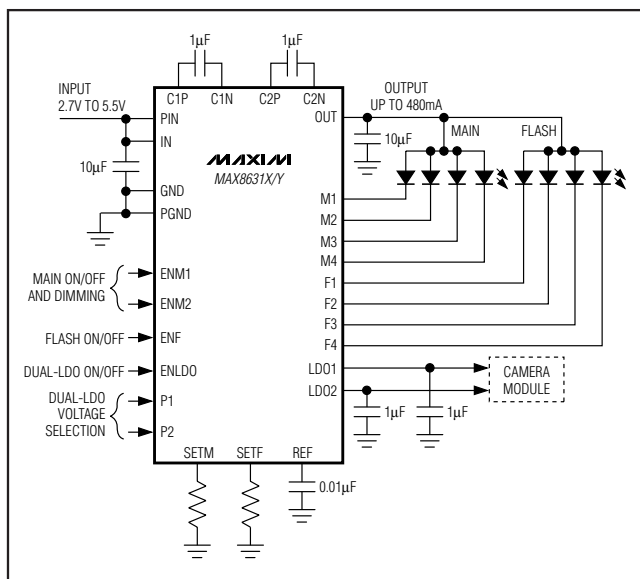 1µF
1µF
INPUT
2.7V TO 5.5V
C1P
C1N
C2P
C2N
OUTPUT
UP TO 480mA
PIN
OUT
IN
10µF
MAIN
FLASH
10µF
MAXIM
MAX8631X/Y
GND
PGND
M1
M2
M3
M4
MAIN ON/OFF
AND DIMMING
ENM1
ENM2
F1
F2
F3
F4
FLASH ON/OFF
ENF
DUAL-LDO ON/OFF
ENLDO
LDO1
LDO2
CAMERA
MODULE
DUAL-LDO
VOLTAGE
SELECTION
P1
P2
1µF
1µF
SETM
SETF
REF
0.01µF